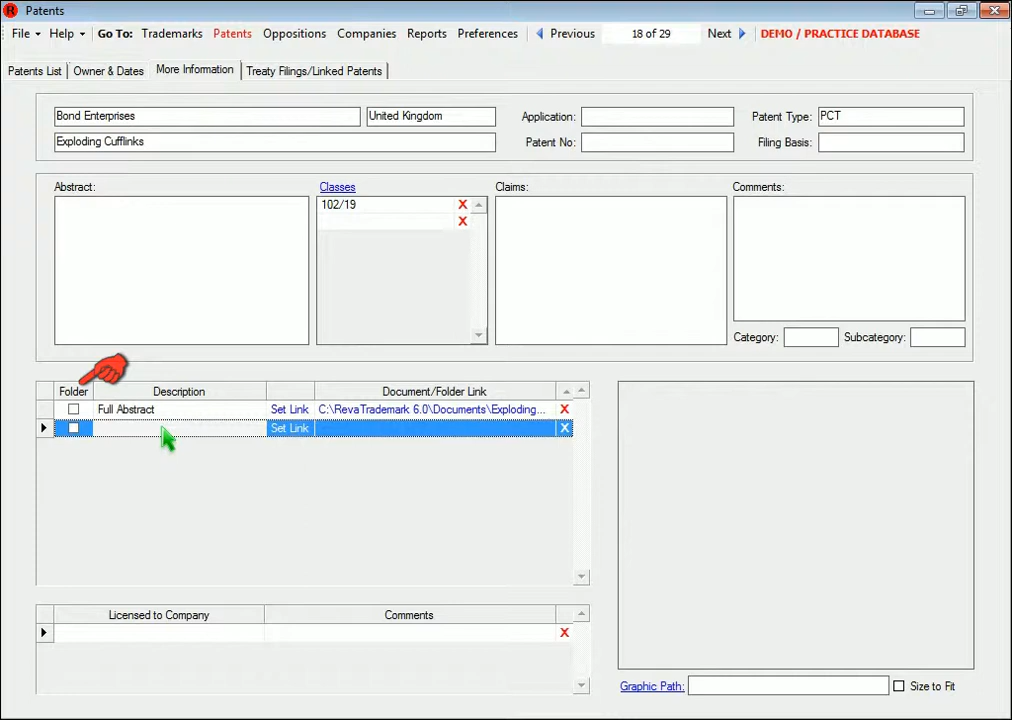 R Patents
File Help Go To: Trademarks Patents Oppositions Companies Reports Preferences Previous 18 of 29 Next DEMO / PRACTICE DATABASE
Patents List Owner & Dates More Information Treaty Filings/Linked Patents
Bond Enterprises United Kingdom Application: Patent Type: PCT
Exploding Cufflinks Patent No: Filing Basis:
Abstract: Classes Claims: Comments:
102/19 X
X
Category: Subcategory:
Folder Description Document/Folder Link
Full Abstract Set Link C:\RevaTrademark 6.0\Documents\Exploding... X
Set Link X
Licensed to Company Comments
X
Graphic Path: Size to Fit